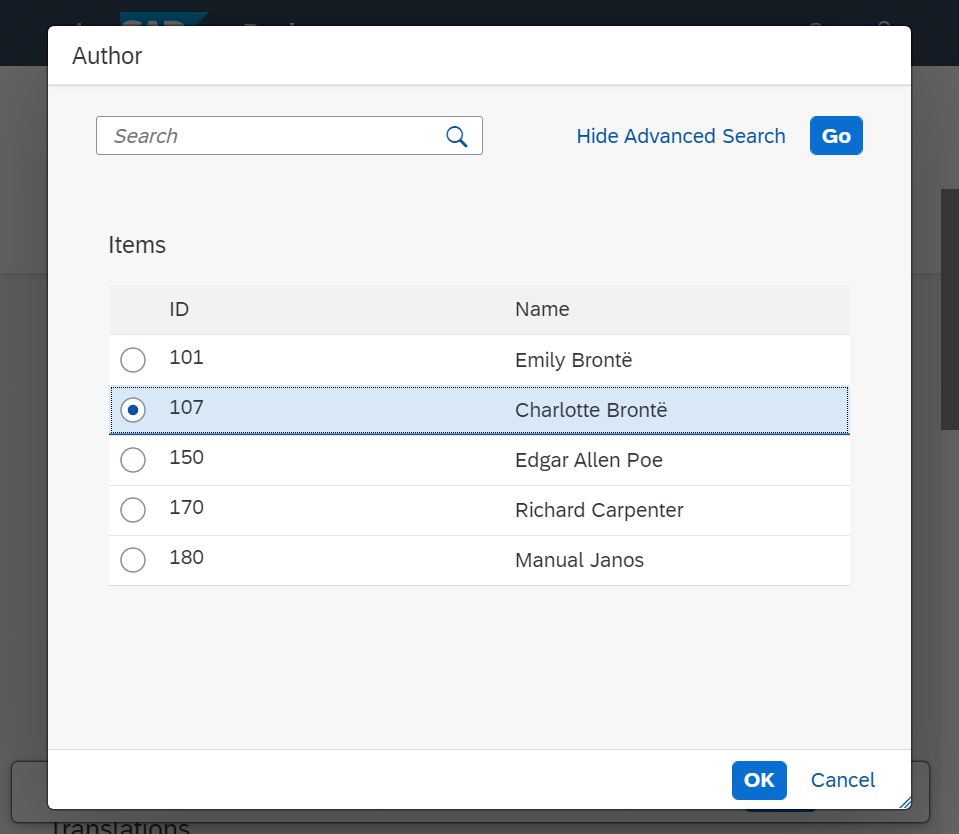 Author
Search
Hide Advanced Search
Go
Items
ID Name
101 Emily Brontë
107 Charlotte Brontë
150 Edgar Allen Poe
170 Richard Carpenter
180 Manual Janos
OK Cancel
Translations